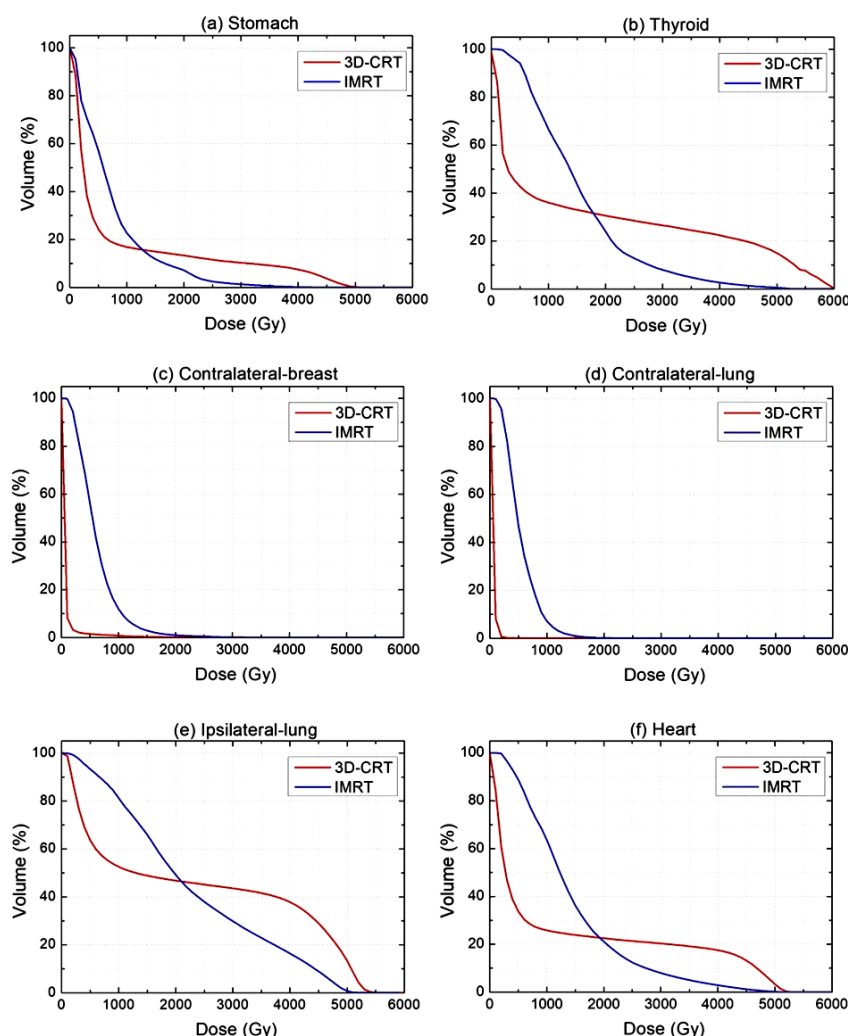 (a) Stomach
100
80
60
40
20
0
Volume (%)
3D-CRT
IMRT
0 1000 2000 3000 4000 5000 6000
Dose (Gy)
(b) Thyroid
100
80
60
40
20
0
Volume (%)
3D-CRT
IMRT
0 1000 2000 3000 4000 5000 6000
Dose (Gy)
(c) Contralateral-breast
100
80
60
40
20
0
Volume (%)
3D-CRT
IMRT
0 1000 2000 3000 4000 5000 6000
Dose (Gy)
(d) Contralateral-lung
100
80
60
40
20
0
Volume (%)
3D-CRT
IMRT
0 1000 2000 3000 4000 5000 6000
Dose (Gy)
(e) Ipsilateral-lung
100
80
60
40
20
0
Volume (%)
3D-CRT
IMRT
0 1000 2000 3000 4000 5000 6000
Dose (Gy)
(f) Heart
100
80
60
40
20
0
Volume (%)
3D-CRT
IMRT
0 1000 2000 3000 4000 5000 6000
Dose (Gy)